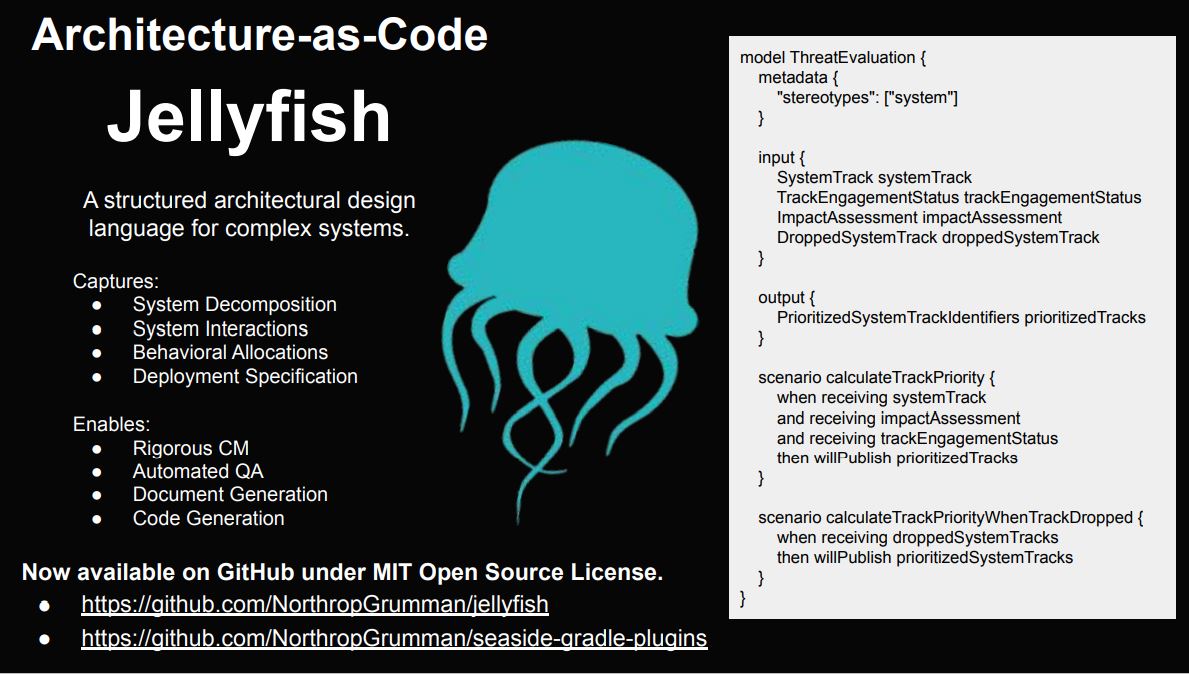 Architecture-as-Code
Jellyfish
A structured architectural design
language for complex systems.
Captures:
● System Decomposition
● System Interactions
● Behavioral Allocations
● Deployment Specification
Enables:
● Rigorous CM
● Automated QA
● Document Generation
● Code Generation
Now available on GitHub under MIT Open Source License.
● https://github.com/NorthropGrumman/jellyfish
● https://github.com/NorthropGrumman/seaside-gradle-plugins
model ThreatEvaluation {
metadata {
"stereotypes": ["system"]
}
input {
SystemTrack systemTrack
TrackEngagementStatus trackEngagementStatus
ImpactAssessment impactAssessment
DroppedSystemTrack droppedSystemTrack
}
output {
PrioritizedSystemTrackIdentifiers prioritizedTracks
}
scenario calculateTrackPriority {
when receiving systemTrack
and receiving impactAssessment
and receiving trackEngagementStatus
then willPublish prioritizedTracks
}
scenario calculateTrackPriorityWhenTrackDropped {
when receiving droppedSystemTracks
then willPublish prioritizedSystemTracks
}
}